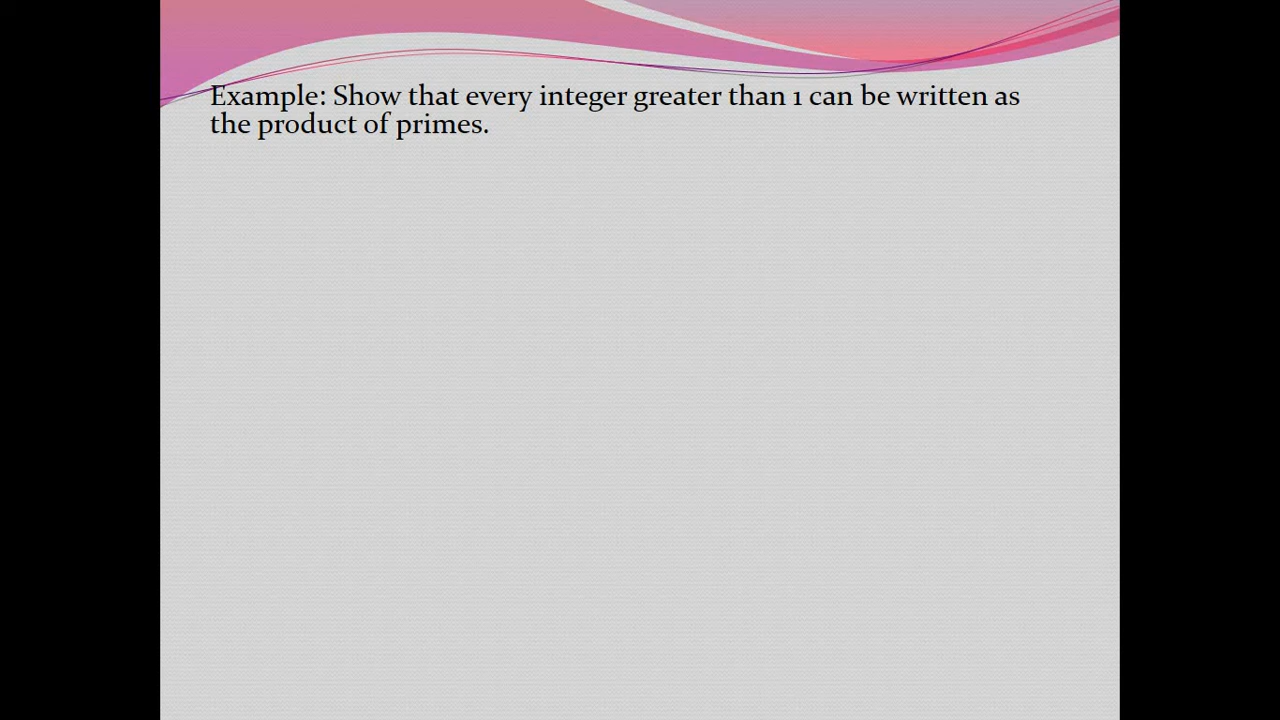 Example: Show that every integer greater than 1 can be written as
the product of primes.